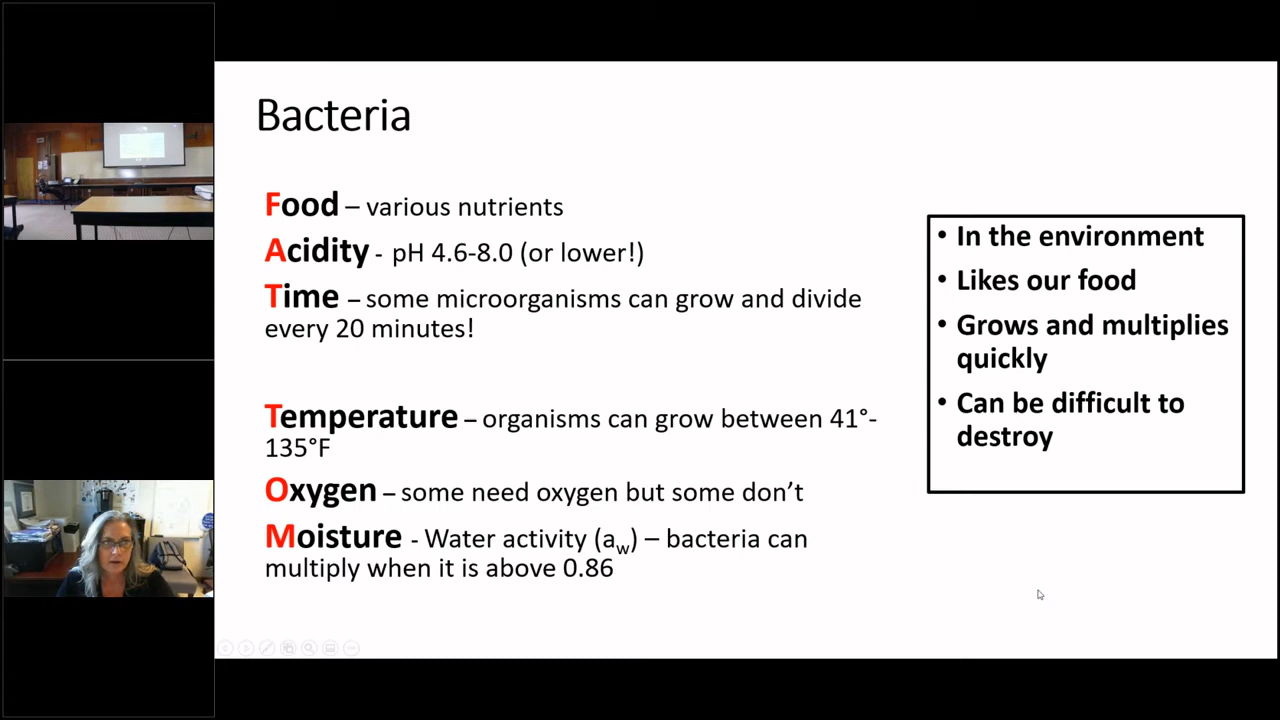 Bacteria
Food – various nutrients
Acidity - pH 4.6-8.0 (or lower!)
Time – some microorganisms can grow and divide
every 20 minutes!
Temperature – organisms can grow between 41°-
135°F
Oxygen – some need oxygen but some don’t
Moisture - Water activity (aw) – bacteria can
multiply when it is above 0.86
• In the environment
• Likes our food
• Grows and multiplies
quickly
• Can be difficult to
destroy